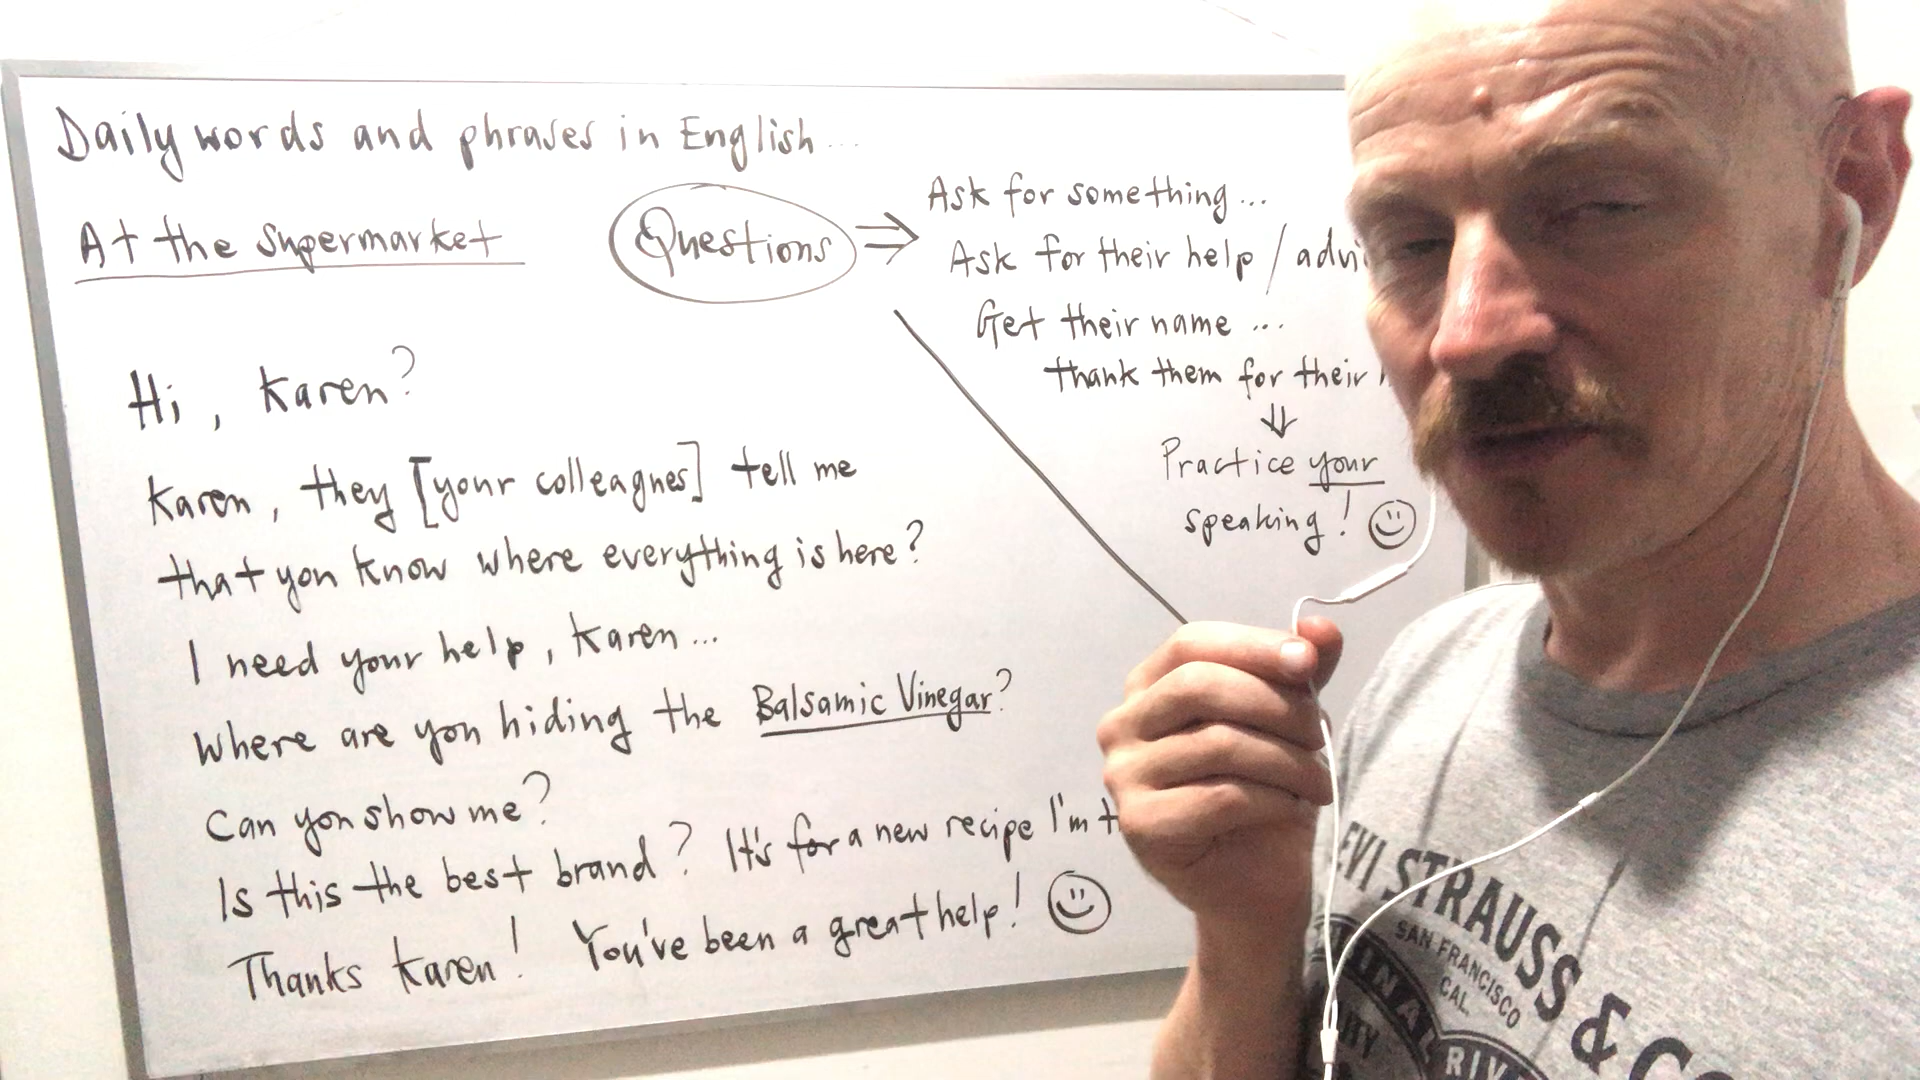 Daily words and phrases in English...
At the Supermarket
Questions ⇒
Ask for something...
Ask for their help / advi
Get their name ...
thank them for their
⇓
Practice your
speaking! ☺
Hi, Karen?
Karen, they [your colleagues] tell me
that you know where everything is here?
I need your help, Karen...
Where are you hiding the Balsamic Vinegar?
Can you show me?
Is this the best brand? It's for a new recipe I'm t
Thanks Karen! You've been a great help! ☺
EVI STRAUSS & CO
SAN FRANCISCO
CAL.
INAL RIV